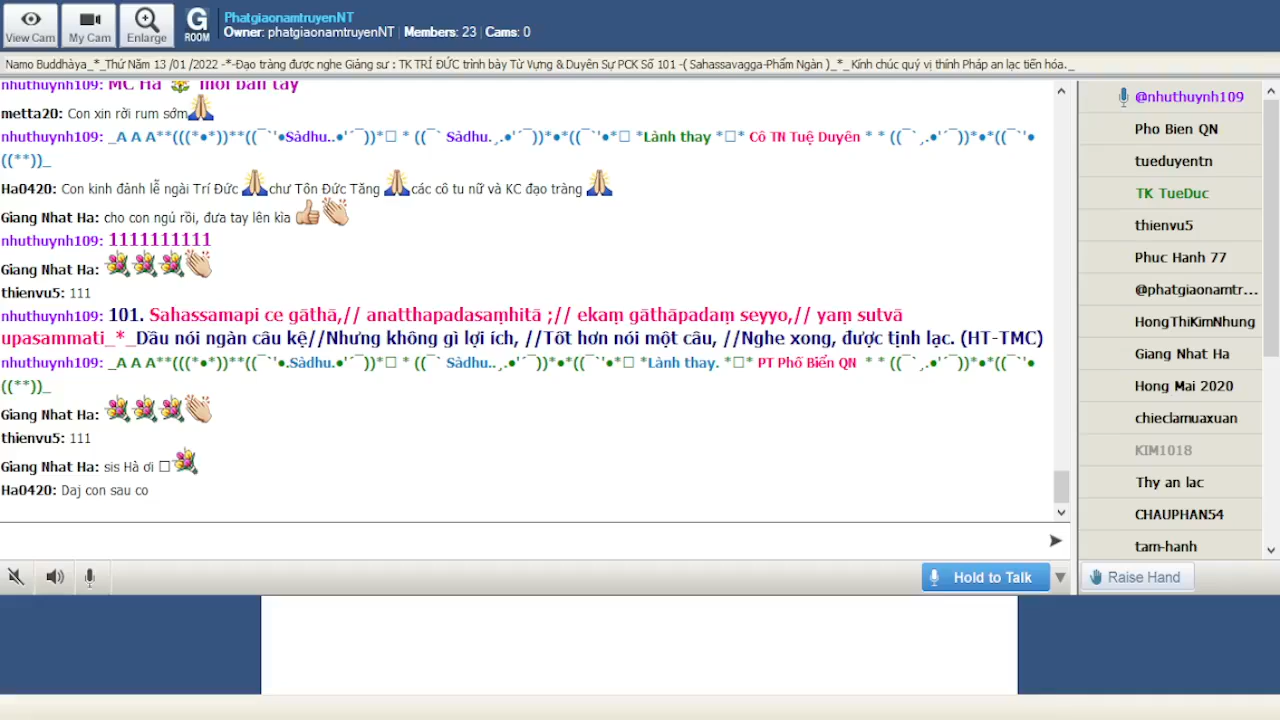 View Cam
My Cam
Enlarge
G ROOM
PhatgiaonamtruyenNT
Owner: phatgiaonamtruyenNT | Members: 23 | Cams: 0
Namo Buddhàya_*_Thứ Năm 13 /01 /2022 -*-Đạo tràng được nghe Giảng sư : TK TRÍ ĐỨC trình bày Từ Vựng & Duyên Sự PCK Số 101 -( Sahassavagga-Phẩm Ngàn )_*_ Kính chúc quý vị thính Pháp an lạc tiến hóa._
nhuthuynh109: MC Hà mời bàn tay
metta20: Con xin rời rum sớm
nhuthuynh109: _A A A**(((*•*))**((¯`'•Sàdhu..•'´¯))*□ * ((¯` Sàdhu.¸.•'´¯))*•*((¯`'•*□ *Lành thay *□* Cô TN Tuệ Duyên * * ((¯`¸.•'´¯))*•*((¯`'•
((**))_
Ha0420: Con kinh đảnh lễ ngài Trí Đức chư Tôn Đức Tăng các cô tu nữ và KC đạo tràng
Giang Nhat Ha: cho con ngủ rồi, đưa tay lên kìa
nhuthuynh109: 1111111111
Giang Nhat Ha:
thienvu5: 111
nhuthuynh109: 101. Sahassamapi ce gāthā,// anatthapadasaṃhitā ;// ekaṃ gāthāpadaṃ seyyo,// yaṃ sutvā
upasammati_*_Dầu nói ngàn câu kệ//Nhưng không gì lợi ích, //Tốt hơn nói một câu, //Nghe xong, được tịnh lạc. (HT-TMC)
nhuthuynh109: _A A A**(((*•*))**((¯`'•.Sàdhu.•'´¯))*□ * ((¯` Sàdhu..¸.•'´¯))*•*((¯`'•*□ *Lành thay. *□* PT Phổ Biển QN * * ((¯`¸.•'´¯))*•*((¯`'•
((**))_
Giang Nhat Ha:
thienvu5: 111
Giang Nhat Ha: sis Hà ơi □
Ha0420: Daj con sau co
@nhuthuynh109
Pho Bien QN
tueduyentn
TK TueDuc
thienvu5
Phuc Hanh 77
@phatgiaonamtr...
HongThiKimNhung
Giang Nhat Ha
Hong Mai 2020
chieclamuaxuan
KIM1018
Thy an lac
CHAUPHAN54
tam-hanh
Hold to Talk
Raise Hand